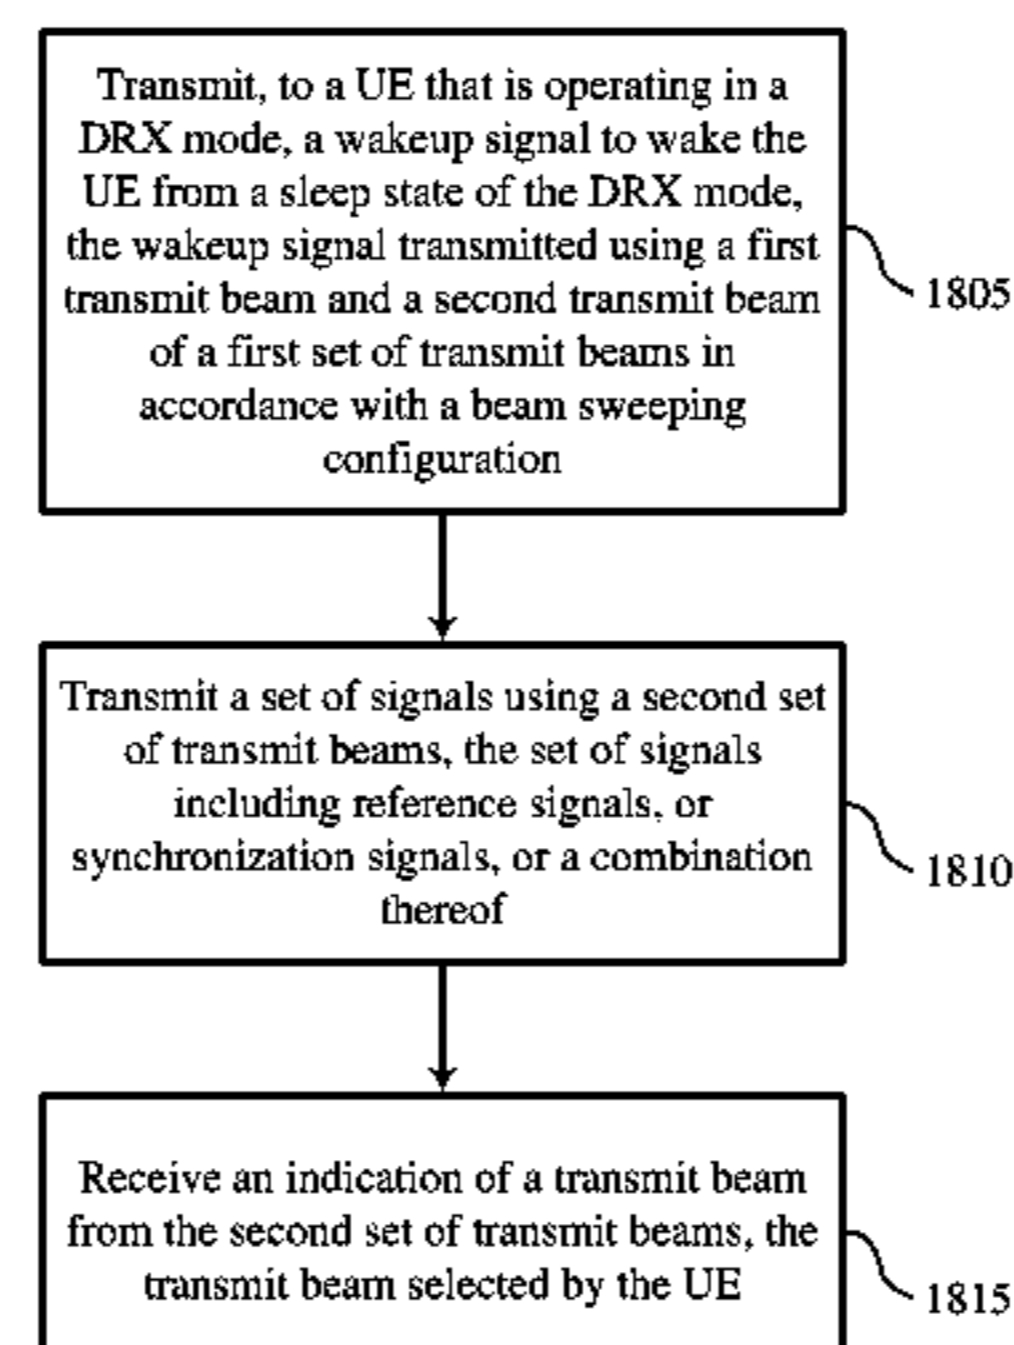 Transmit, to a UE that is operating in a
DRX mode, a wakeup signal to wake the
UE from a sleep state of the DRX mode,
the wakeup signal transmitted using a first
transmit beam and a second transmit beam
of a first set of transmit beams in
accordance with a beam sweeping
configuration
1805
Transmit a set of signals using a second set
of transmit beams, the set of signals
including reference signals, or
synchronization signals, or a combination
thereof
1810
Receive an indication of a transmit beam
from the second set of transmit beams, the
transmit beam selected by the UE
1815